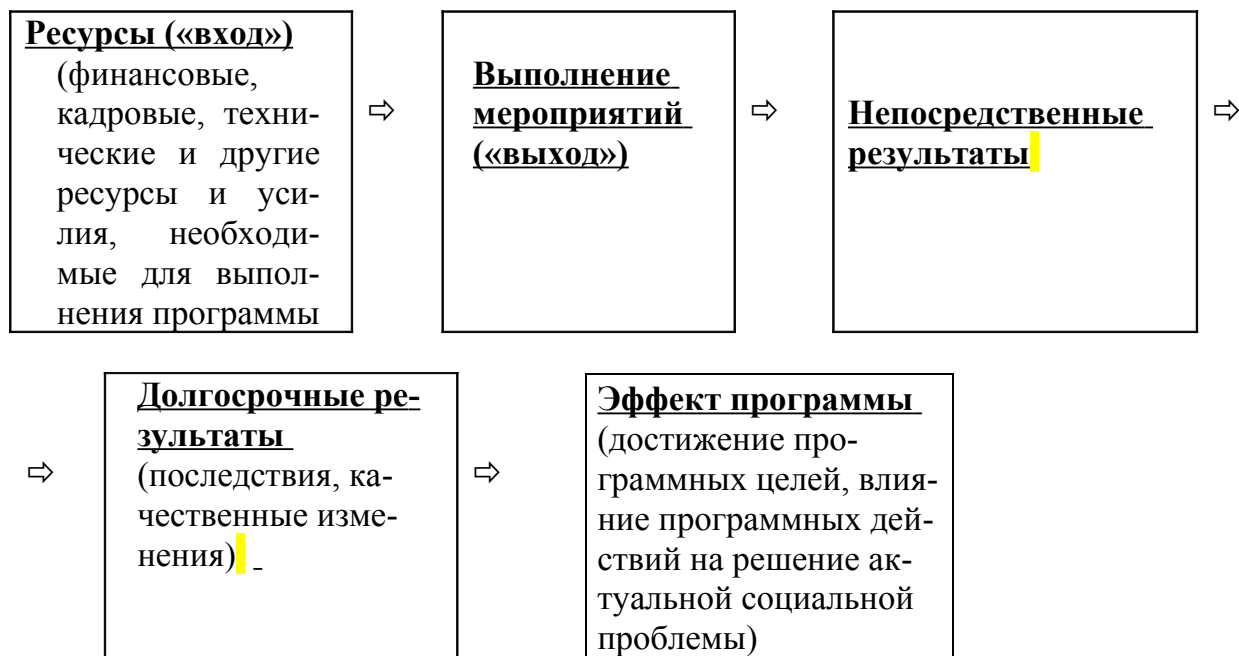 Ресурсы («вход»)
(финансовые,
кадровые, техни-
ческие и другие
ресурсы и уси-
лия, необходи-
мые для выпол-
нения программы
⇨
Выполнение
мероприятий
(«выход»)
⇨
Непосредственные
результаты
⇨
⇨
Долгосрочные ре-
зультаты
(последствия, ка-
чественные изме-
нения)
⇨
Эффект программы
(достижение про-
граммных целей, влия-
ние программных дей-
ствий на решение ак-
туальной социальной
проблемы)